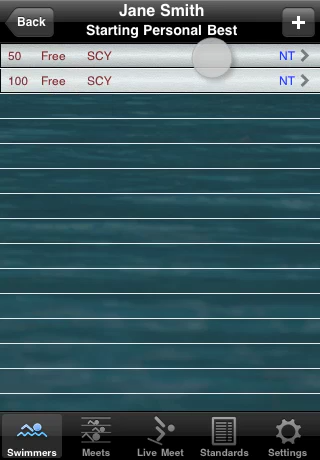 Back
Jane Smith
Starting Personal Best
+
50 Free SCY NT
100 Free SCY NT
Swimmers Meets Live Meet Standards Settings